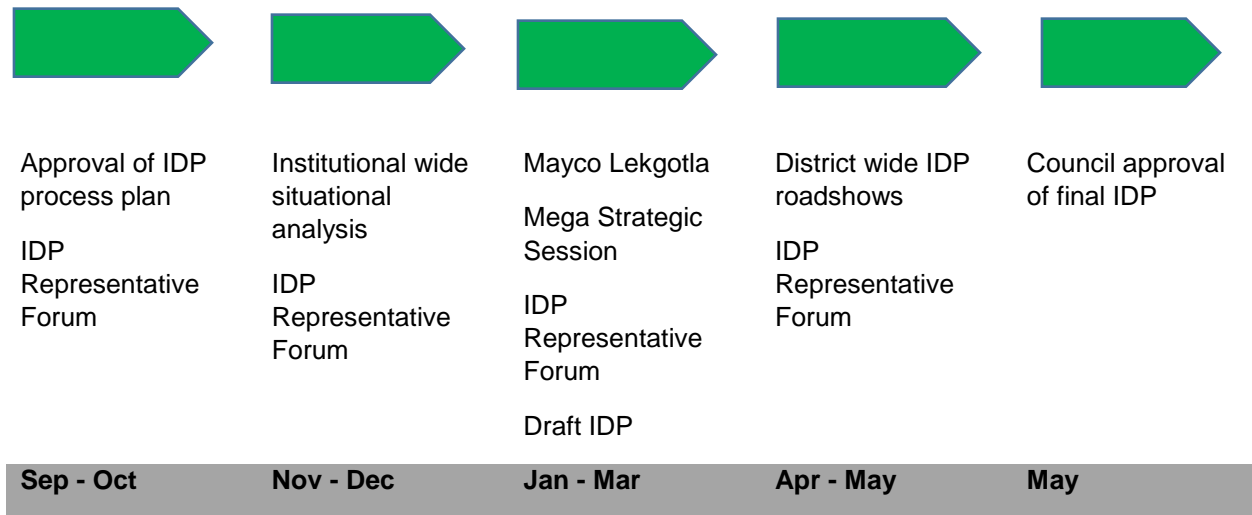 Approval of IDP
process plan
IDP
Representative
Forum
Institutional wide
situational
analysis
IDP
Representative
Forum
Mayco Lekgotla
Mega Strategic
Session
IDP
Representative
Forum
Draft IDP
District wide IDP
roadshows
IDP
Representative
Forum
Council approval
of final IDP
Sep - Oct
Nov - Dec
Jan - Mar
Apr - May
May